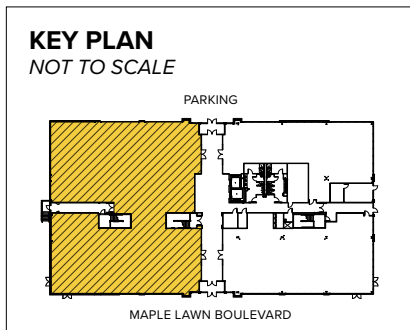 KEY PLAN
NOT TO SCALE
PARKING
MAPLE LAWN BOULEVARD